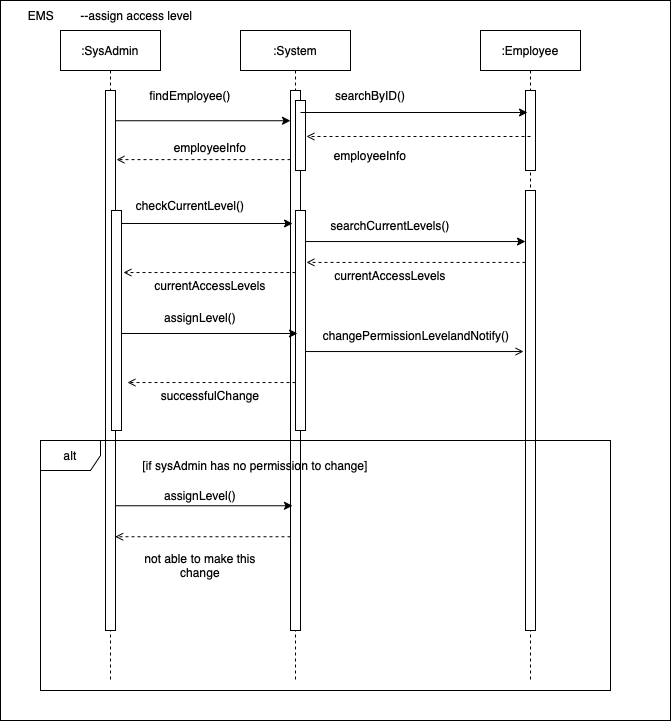 EMS --assign access level
:SysAdmin
:System
:Employee
findEmployee()
searchByID()
employeeInfo
employeeInfo
checkCurrentLevel()
searchCurrentLevels()
currentAccessLevels
currentAccessLevels
assignLevel()
changePermissionLevelandNotify()
successfulChange
alt
[if sysAdmin has no permission to change]
assignLevel()
not able to make this
change